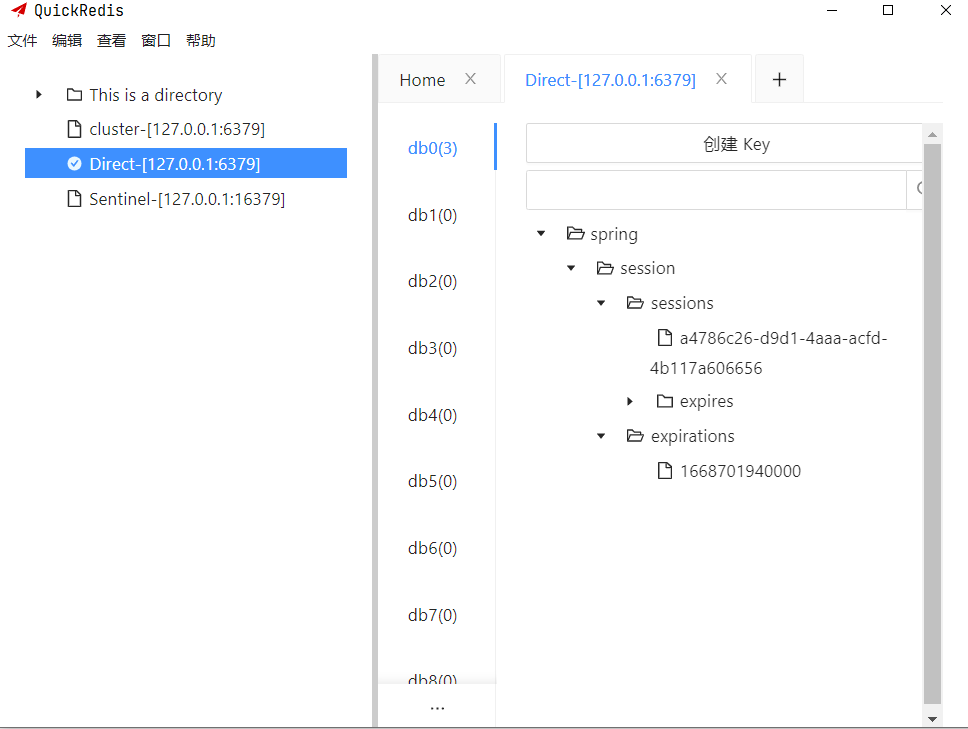 QuickRedis
文件 编辑 查看 窗口 帮助
This is a directory
cluster-[127.0.0.1:6379]
Direct-[127.0.0.1:6379]
Sentinel-[127.0.0.1:16379]
Home
Direct-[127.0.0.1:6379]
db0(3)
db1(0)
db2(0)
db3(0)
db4(0)
db5(0)
db6(0)
db7(0)
db8(0)
...
创建 Key
spring
session
sessions
a4786c26-d9d1-4aaa-acfd-
4b117a606656
expires
expirations
1668701940000